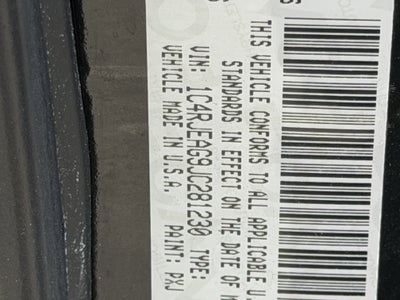 THIS VEHICLE CONFORMS TO ALL APPLICABLE
STANDARDS IN EFFECT ON THE DATE OF
VIN: 1C4RJEAG9JC281230 TYPE:
VEHICLE MADE IN U.S.A. PAINT: PXJ